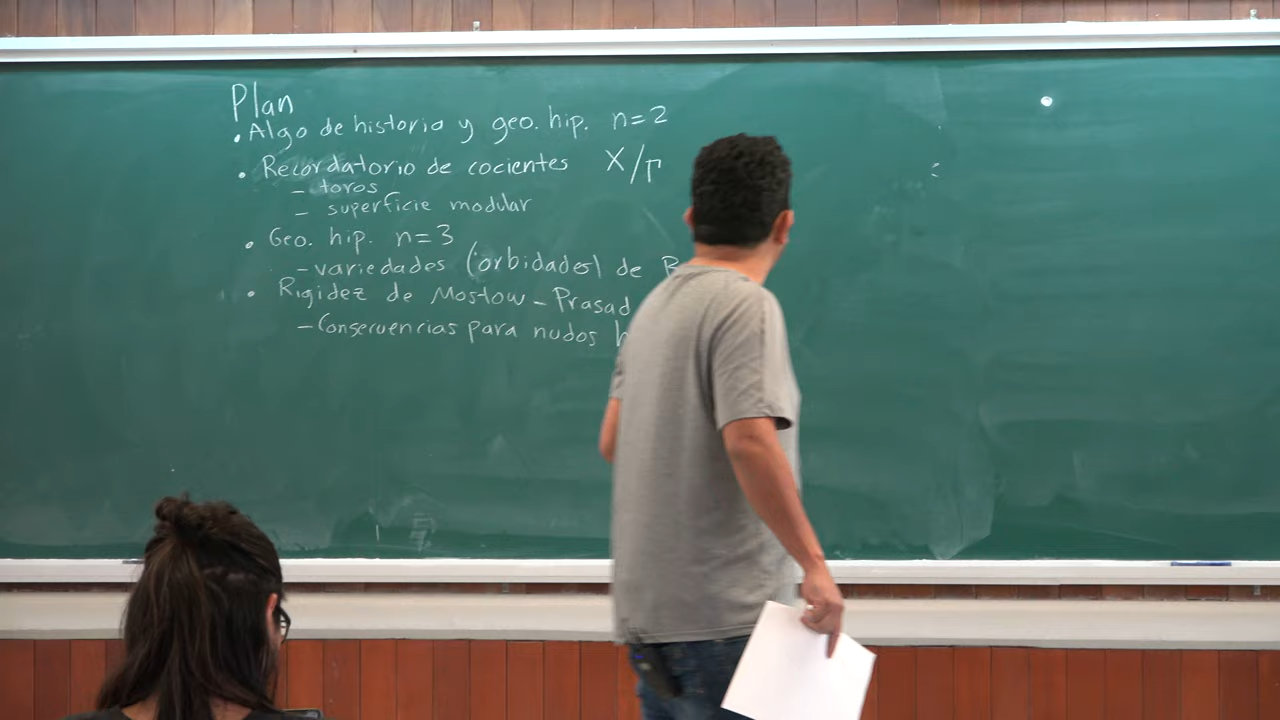 Plan
• Algo de historia y geo. hip. n=2
• Recordatorio de cocientes X/Γ
– toros
– superficie modular
• Geo. hip. n=3
– variedades (orbidades) de
• Rigidez de Mostow – Prasad
– Consecuencias para nudos